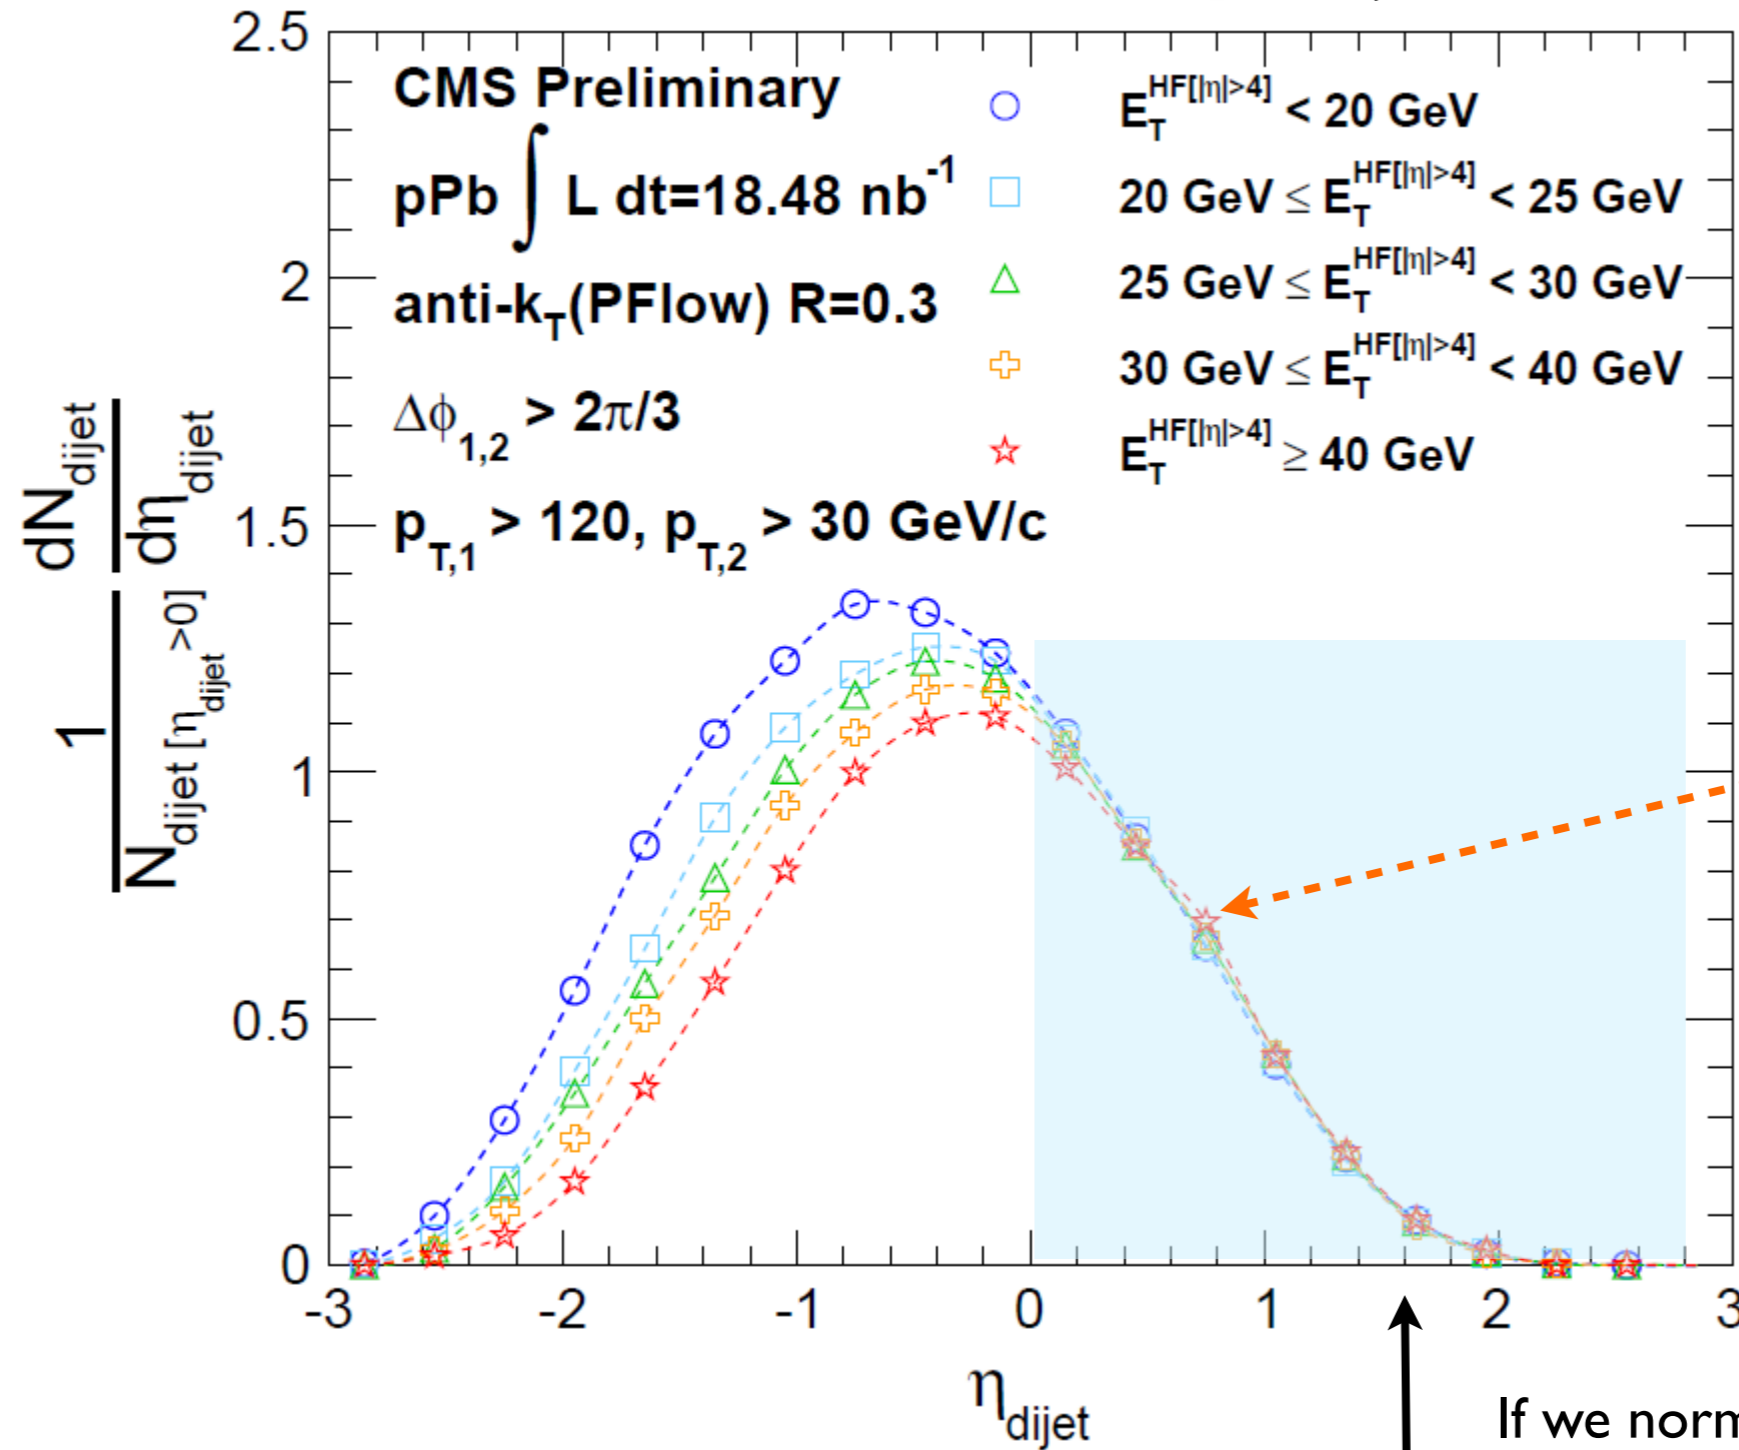 CMS Preliminary
pPb ∫ L dt=18.48 nb-1
anti-kT(PFlow) R=0.3
Δϕ1,2 > 2π/3
pT,1 > 120, pT,2 > 30 GeV/c
ETHF[|η|>4] < 20 GeV
20 GeV ≤ ETHF[|η|>4] < 25 GeV
25 GeV ≤ ETHF[|η|>4] < 30 GeV
30 GeV ≤ ETHF[|η|>4] < 40 GeV
ETHF[|η|>4] ≥ 40 GeV
1
Ndijet [ηdijet >0]
dNdijet
dηdijet
2.5
2
1.5
1
0.5
0
-3 -2 -1 0 1 2 3
ηdijet
If we norm